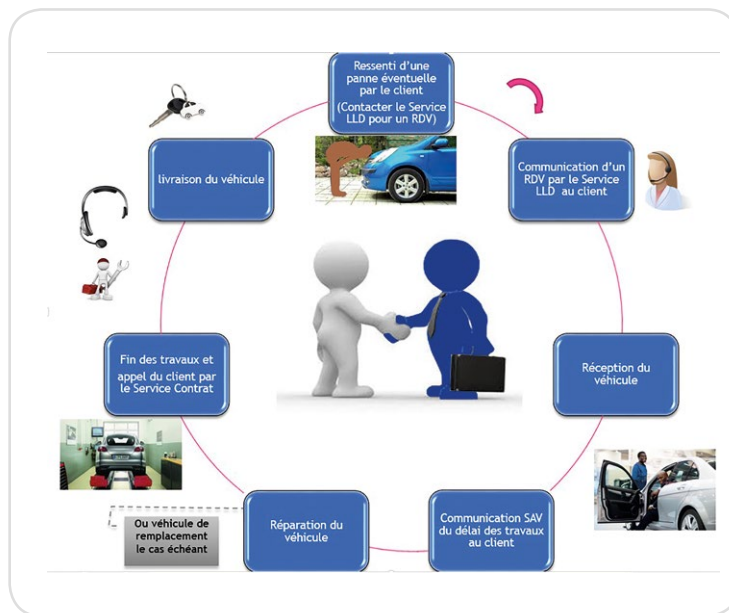 Ressenti d'une
panne éventuelle
par le client
(Contacter le Service
LLD pour un RDV)
Communication d'un
RDV par le Service
LLD au client
Réception du
véhicule
Communication SAV
du délai des travaux
au client
Réparation du
véhicule
Ou véhicule de
remplacement
le cas échéant
Fin des travaux et
appel du client par
le Service Contrat
livraison du véhicule